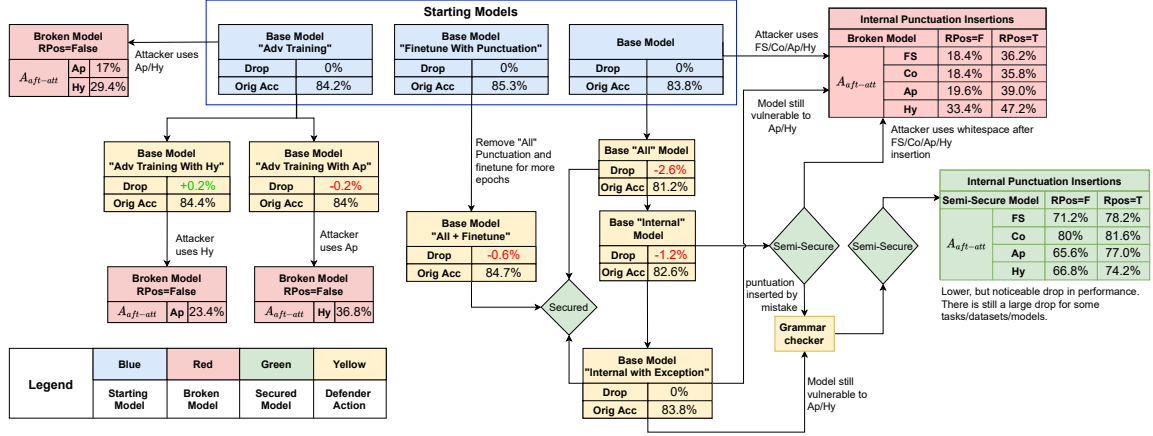 Starting Models
Broken Model
RPos=False
A_aft-att
Ap 17%
Hy 29.4%
Attacker uses
Ap/Hy
Base Model
"Adv Training"
Drop 0%
Orig Acc 84.2%
Base Model
"Finetune With Punctuation"
Drop 0%
Orig Acc 85.3%
Base Model
Drop 0%
Orig Acc 83.8%
Attacker uses
FS/Co/Ap/Hy
Internal Punctuation Insertions
Broken Model RPos=F RPos=T
A_aft-att
FS 18.4% 36.2%
Co 18.4% 35.8%
Ap 19.6% 39.0%
Hy 33.4% 47.2%
Model still
vulnerable to
Ap/Hy
Attacker uses whitespace after
FS/Co/Ap/Hy
insertion
Base Model
"Adv Training With Hy"
Drop +0.2%
Orig Acc 84.4%
Base Model
"Adv Training With Ap"
Drop -0.2%
Orig Acc 84%
Remove "All"
Punctuation and
finetune for more
epochs
Base "All" Model
Drop -2.6%
Orig Acc 81.2%
Base Model
"All + Finetune"
Drop -0.6%
Orig Acc 84.7%
Base "Internal"
Model
Drop -1.2%
Orig Acc 82.6%
Semi-Secure
Semi-Secure
Internal Punctuation Insertions
Semi-Secure Model RPos=F Rpos=T
A_aft-att
FS 71.2% 78.2%
Co 80% 81.6%
Ap 65.6% 77.0%
Hy 66.8% 74.2%
Lower, but noticeable drop in performance.
There is still a large drop for some
tasks/datasets/models.
Attacker
uses Hy
Attacker
uses Ap
Broken Model
RPos=False
A_aft-att Ap 23.4%
Broken Model
RPos=False
A_aft-att Hy 36.8%
Secured
puntuation
inserted by
mistake
Grammar
checker
Base Model
"Internal with Exception"
Drop 0%
Orig Acc 83.8%
Model still
vulnerable to
Ap/Hy
Legend
Blue Red Green Yellow
Starting
Model
Broken
Model
Secured
Model
Defender
Action